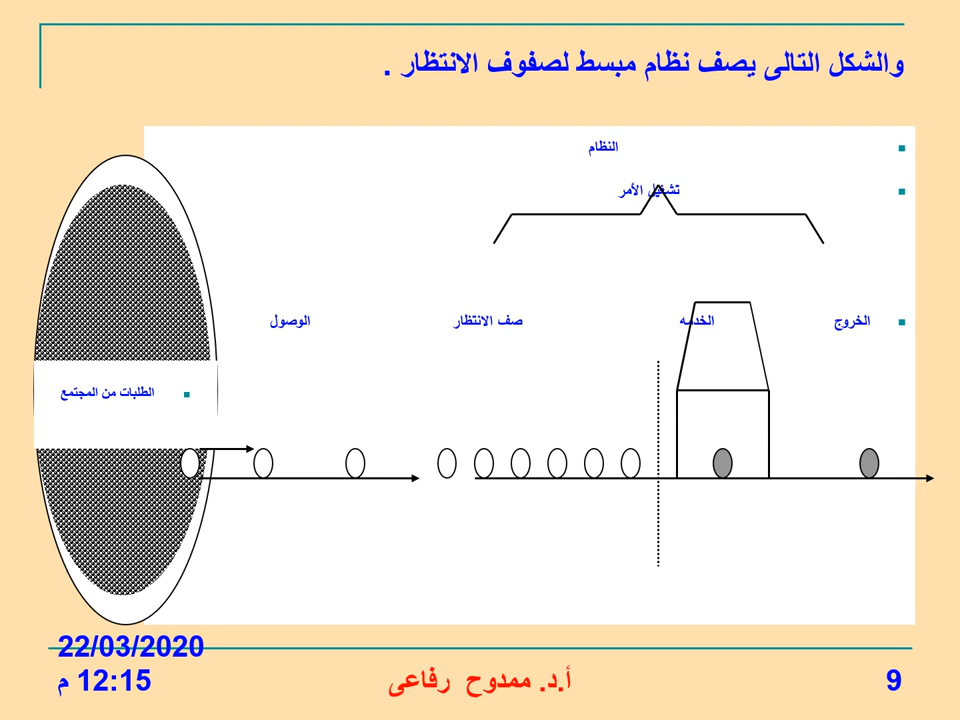 والشكل التالى يصف نظام مبسط لصفوف الانتظار .
النظام
تشغيل الأمر
الخروج الخدمه صف الانتظار الوصول
الطلبات من المجتمع
22/03/2020
12:15 م
أ.د. ممدوح رفاعى
9